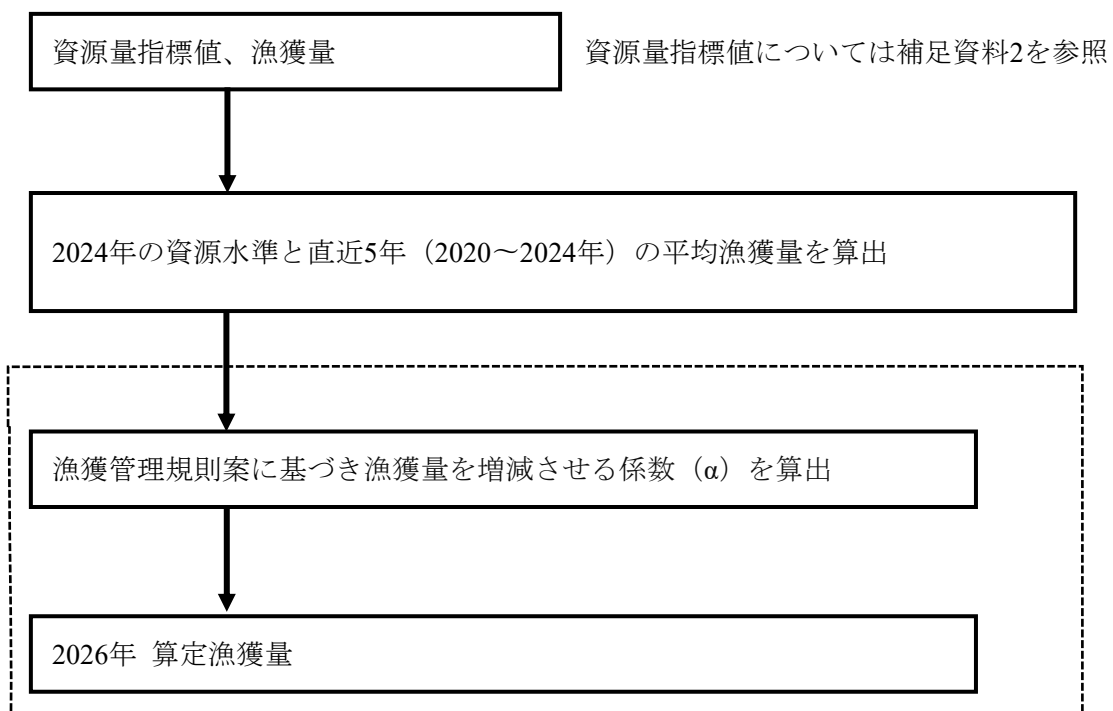 資源量指標値、漁獲量
資源量指標値については補足資料2を参照
2024年の資源水準と直近5年（2020～2024年）の平均漁獲量を算出
漁獲管理規則案に基づき漁獲量を増減させる係数（α）を算出
2026年 算定漁獲量